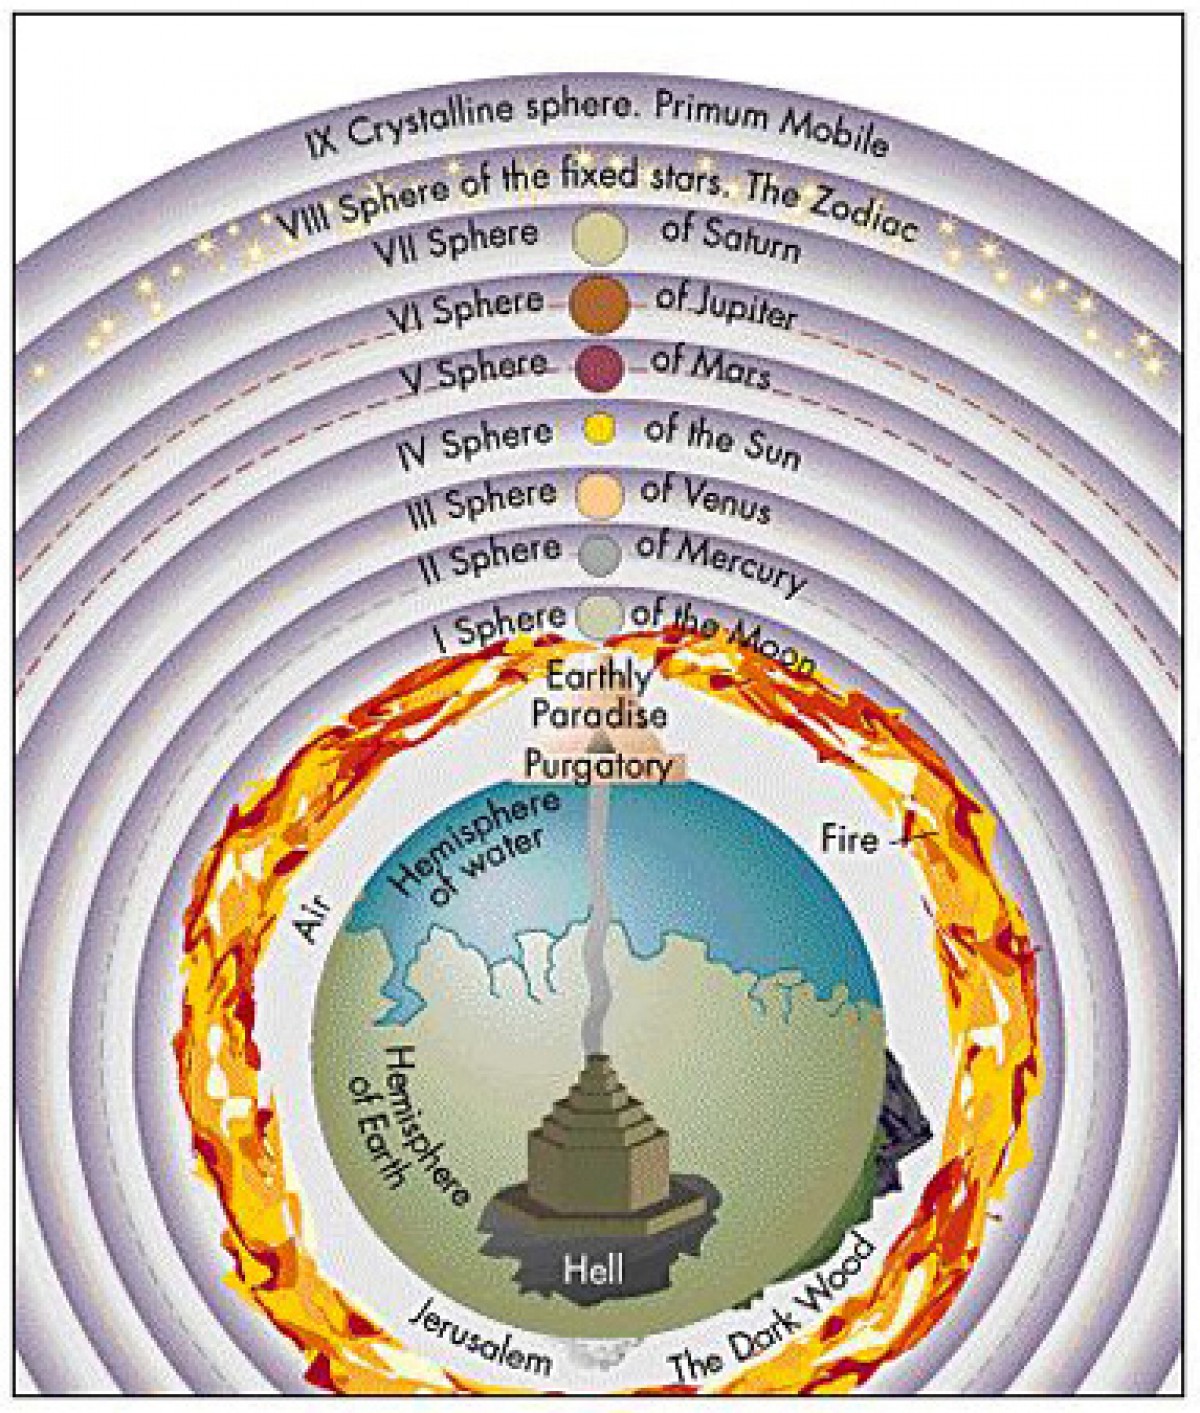 IX Crystalline sphere. Primum Mobile
VIII Sphere of the fixed stars. The Zodiac
VII Sphere of Saturn
VI Sphere of Jupiter
V Sphere of Mars
IV Sphere of the Sun
III Sphere of Venus
II Sphere of Mercury
I Sphere of the Moon
Earthly
Paradise
Purgatory
Hemisphere
of water
Fire
Air
Hemisphere
of Earth
Hell
Jerusalem
The Dark Wood